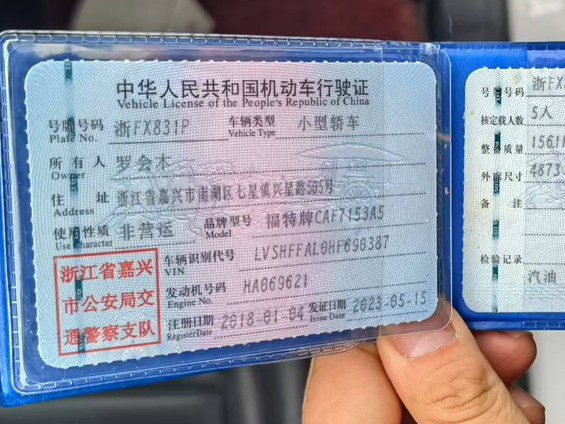 中华人民共和国机动车行驶证
Vehicle License of the People's Republic of China
号牌号码 浙FX831P 车辆类型 小型轿车
Plate No. Vehicle Type
所有人 罗会木
Owner
住址 浙江省嘉兴市南湖区七星镇兴星路595号
Address
使用性质 非营运 品牌型号 福特牌CAF7153A5
Use Character Model
车辆识别代号 LVSHFFAL0HF690387
VIN
发动机号码 HA069621
Engine No.
注册日期 2018-01-04 发证日期 2023-05-15
Register Date Issue Date
浙江省嘉兴
市公安局交
通警察支队
号牌号码 浙FX
核定载人数 5人
整备质量 1561
外廓尺寸 4873
备注
检验记录
汽油